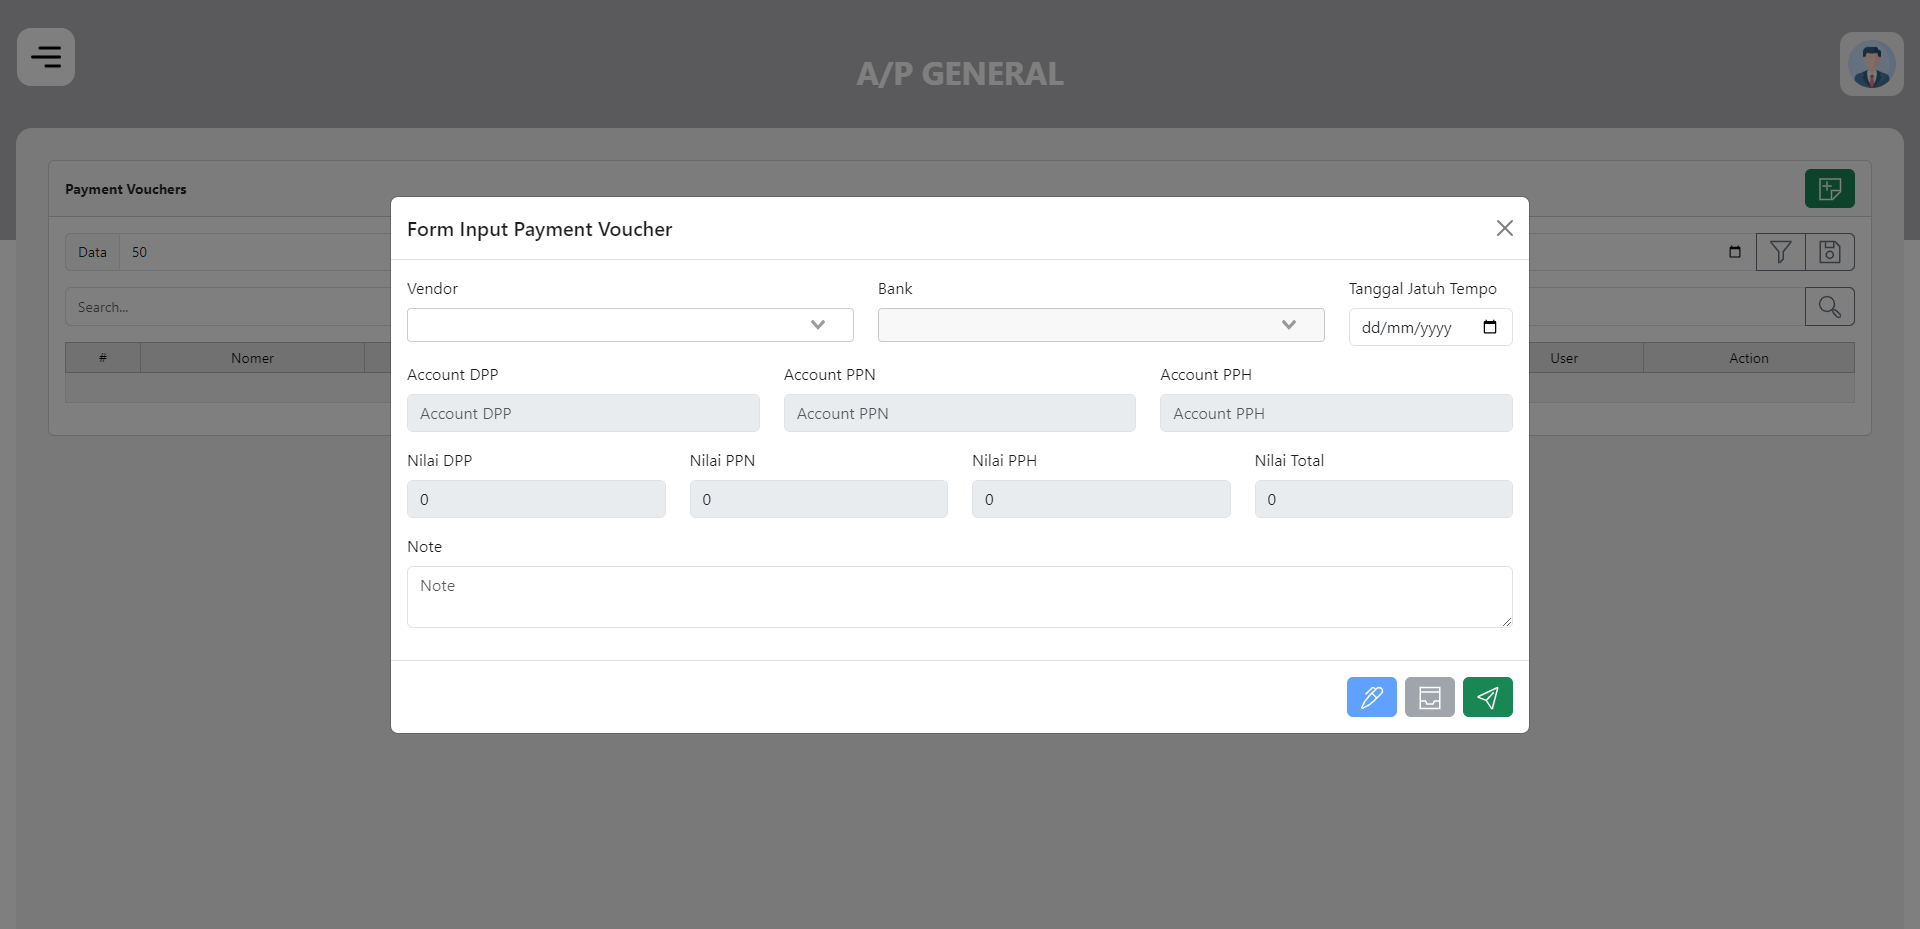 A/P GENERAL
Payment Vouchers
Data 50
Search...
# Nomer User Action
Form Input Payment Voucher
Vendor Bank Tanggal Jatuh Tempo
dd/mm/yyyy
Account DPP Account PPN Account PPH
Account DPP Account PPN Account PPH
Nilai DPP Nilai PPN Nilai PPH Nilai Total
0 0 0 0
Note
Note